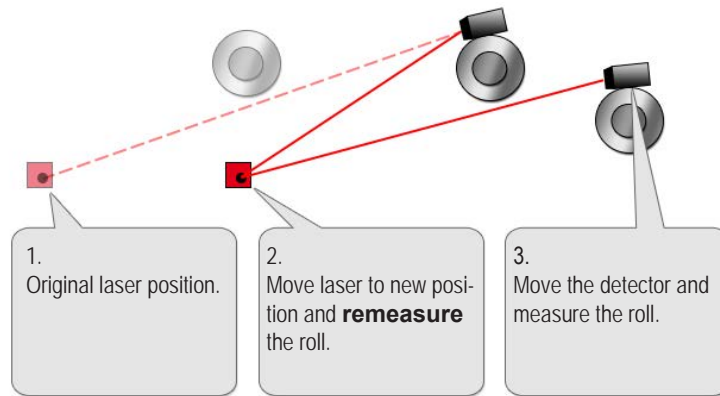 1.
Original laser position.
2.
Move laser to new posi-
tion and remeasure
the roll.
3.
Move the detector and
measure the roll.